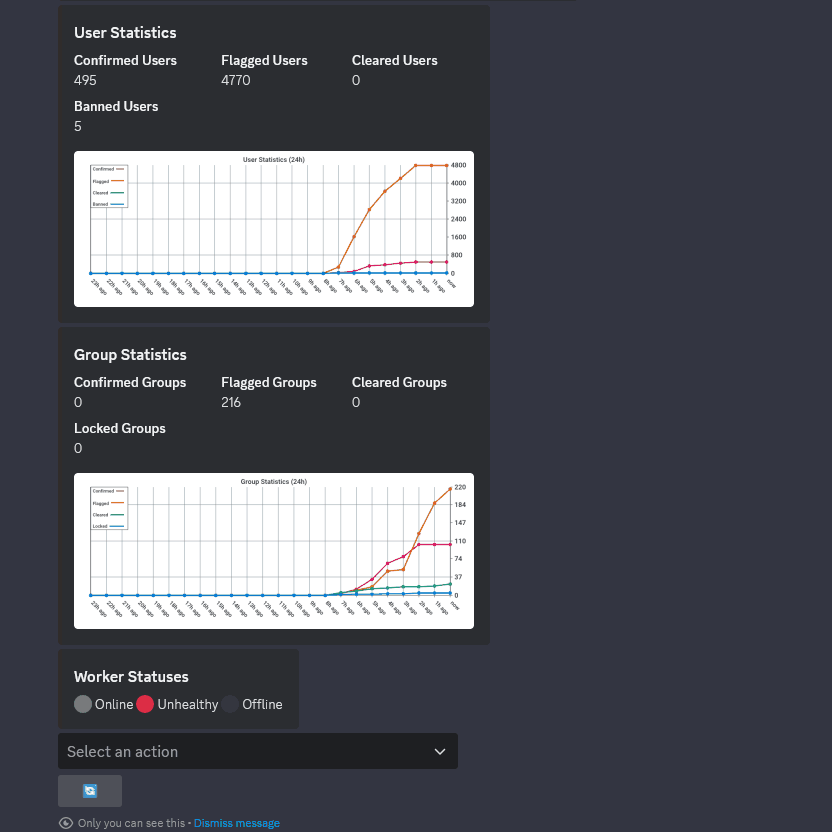 User Statistics
Confirmed Users Flagged Users Cleared Users
495 4770 0
Banned Users
5
User Statistics (24h)
Confirmed
Flagged
Cleared
Banned
4800
4000
3200
2400
1600
800
0
23h ago 22h ago 21h ago 20h ago 19h ago 18h ago 17h ago 16h ago 15h ago 14h ago 13h ago 12h ago 11h ago 10h ago 9h ago 8h ago 7h ago 6h ago 5h ago 4h ago 3h ago 2h ago 1h ago now
Group Statistics
Confirmed Groups Flagged Groups Cleared Groups
0 216 0
Locked Groups
0
Group Statistics (24h)
Confirmed
Flagged
Cleared
Locked
220
184
147
110
74
37
0
23h ago 22h ago 21h ago 20h ago 19h ago 18h ago 17h ago 16h ago 15h ago 14h ago 13h ago 12h ago 11h ago 10h ago 9h ago 8h ago 7h ago 6h ago 5h ago 4h ago 3h ago 2h ago 1h ago now
Worker Statuses
Online Unhealthy Offline
Select an action
Only you can see this • Dismiss message